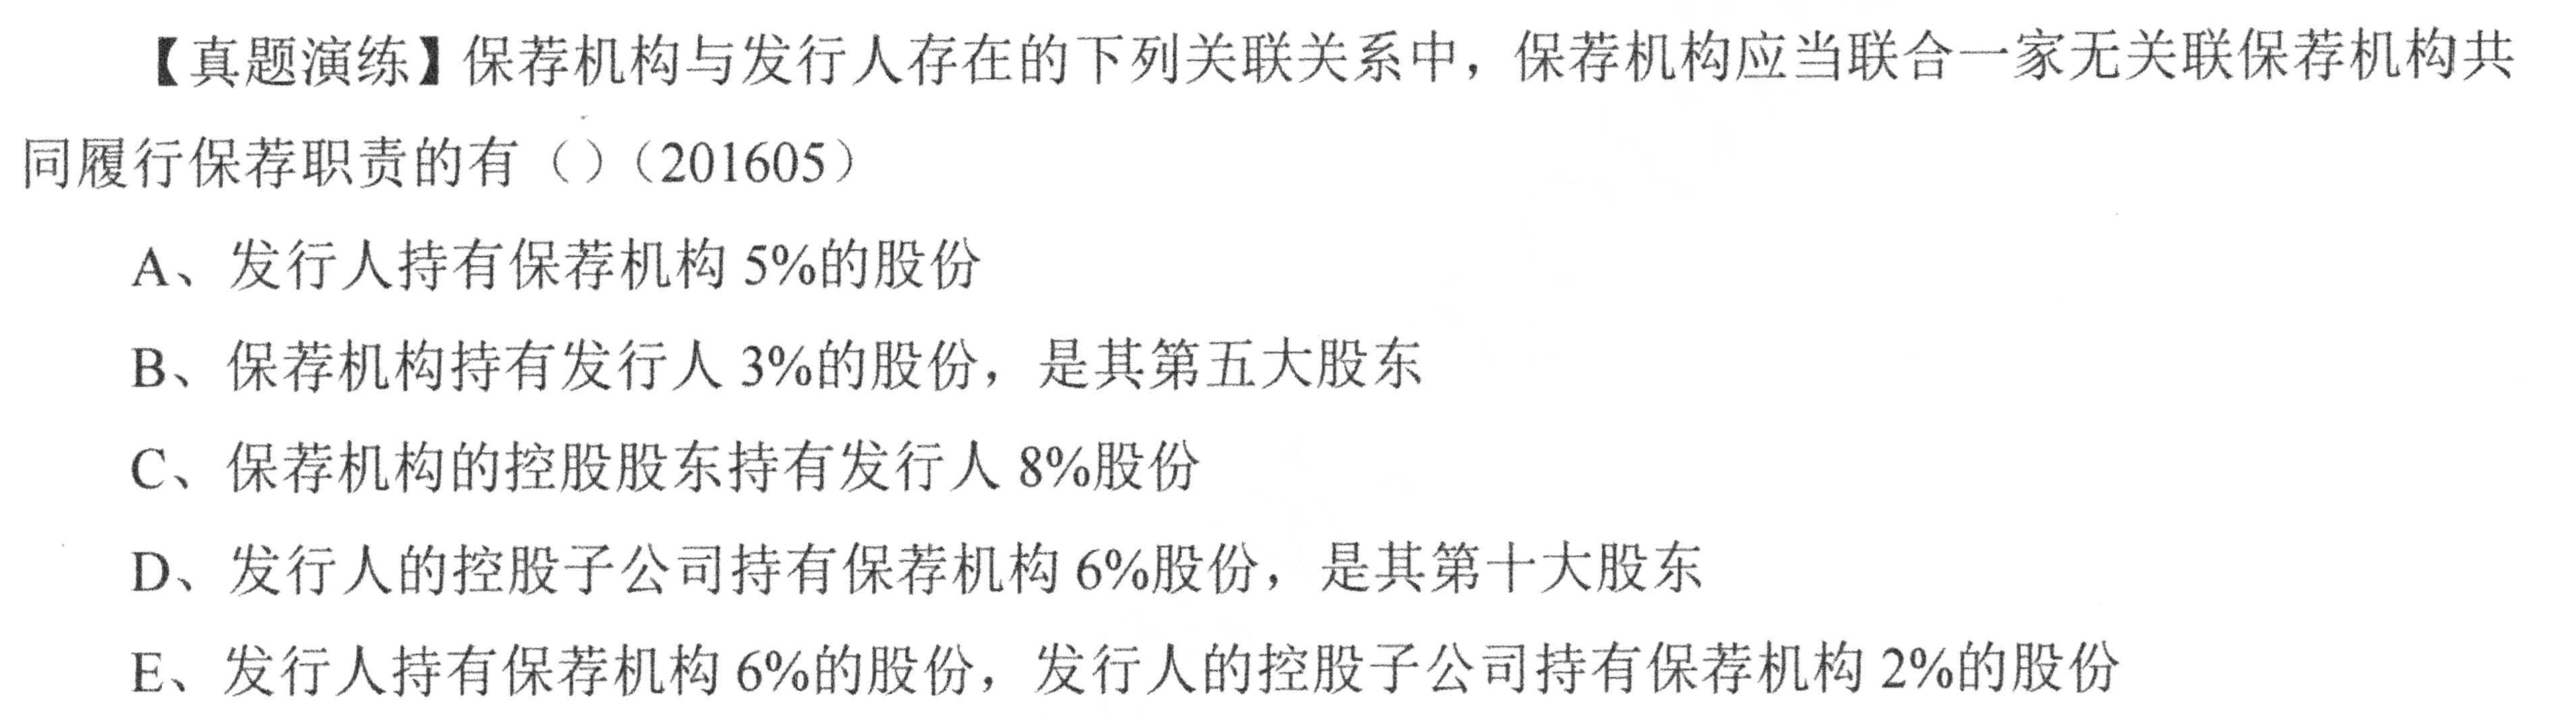 【真题演练】保荐机构与发行人存在的下列关联关系中，保荐机构应当联合一家无关联保荐机构共
同履行保荐职责的有（）（201605）
A、发行人持有保荐机构 5%的股份
B、保荐机构持有发行人 3%的股份，是其第五大股东
C、保荐机构的控股股东持有发行人 8%股份
D、发行人的控股子公司持有保荐机构 6%股份，是其第十大股东
E、发行人持有保荐机构 6%的股份，发行人的控股子公司持有保荐机构 2%的股份